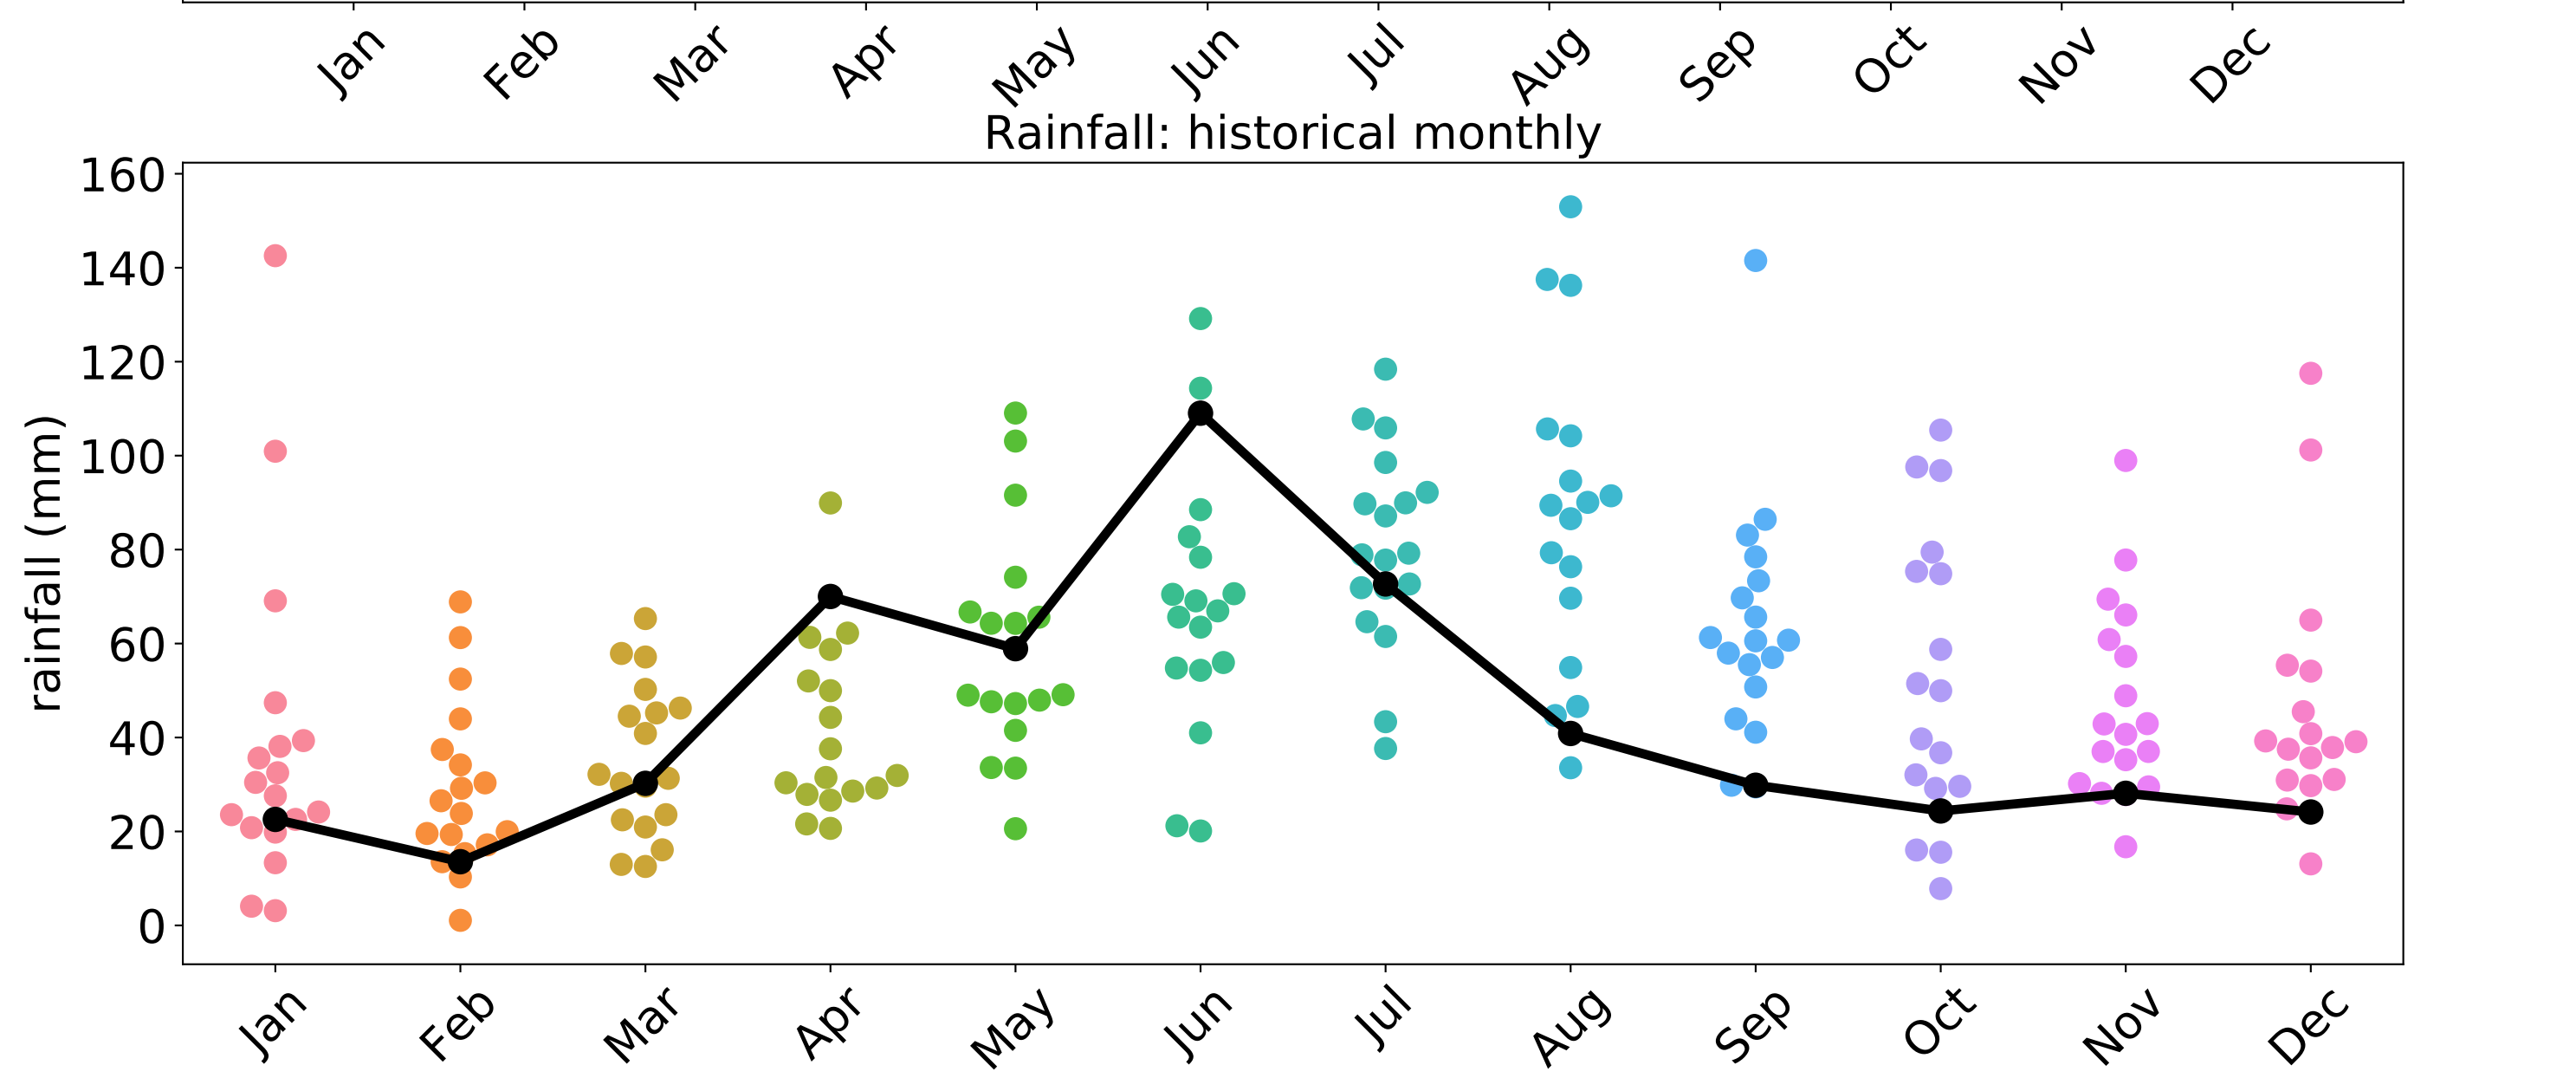 Jan Feb Mar Apr May Jun Jul Aug Sep Oct Nov Dec
Rainfall: historical monthly
160
140
120
100
80
60
40
20
0
rainfall (mm)
Jan Feb Mar Apr May Jun Jul Aug Sep Oct Nov Dec